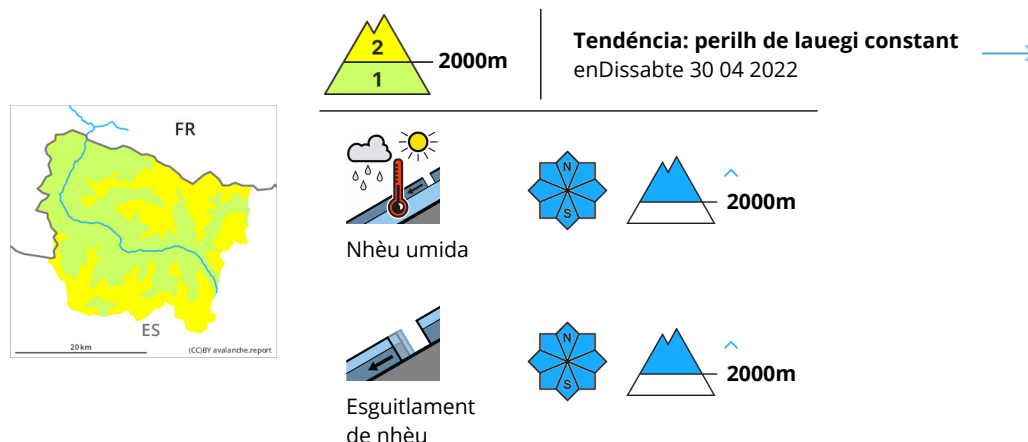 2
1
2000m
Tendéncia: perilh de lauegi constant
enDissabte 30 04 2022
FR
ES
20 km
(CC)BY avalanche.report
N
S
2000m
Nhèu umida
N
S
2000m
Esguitlament
de nhèu